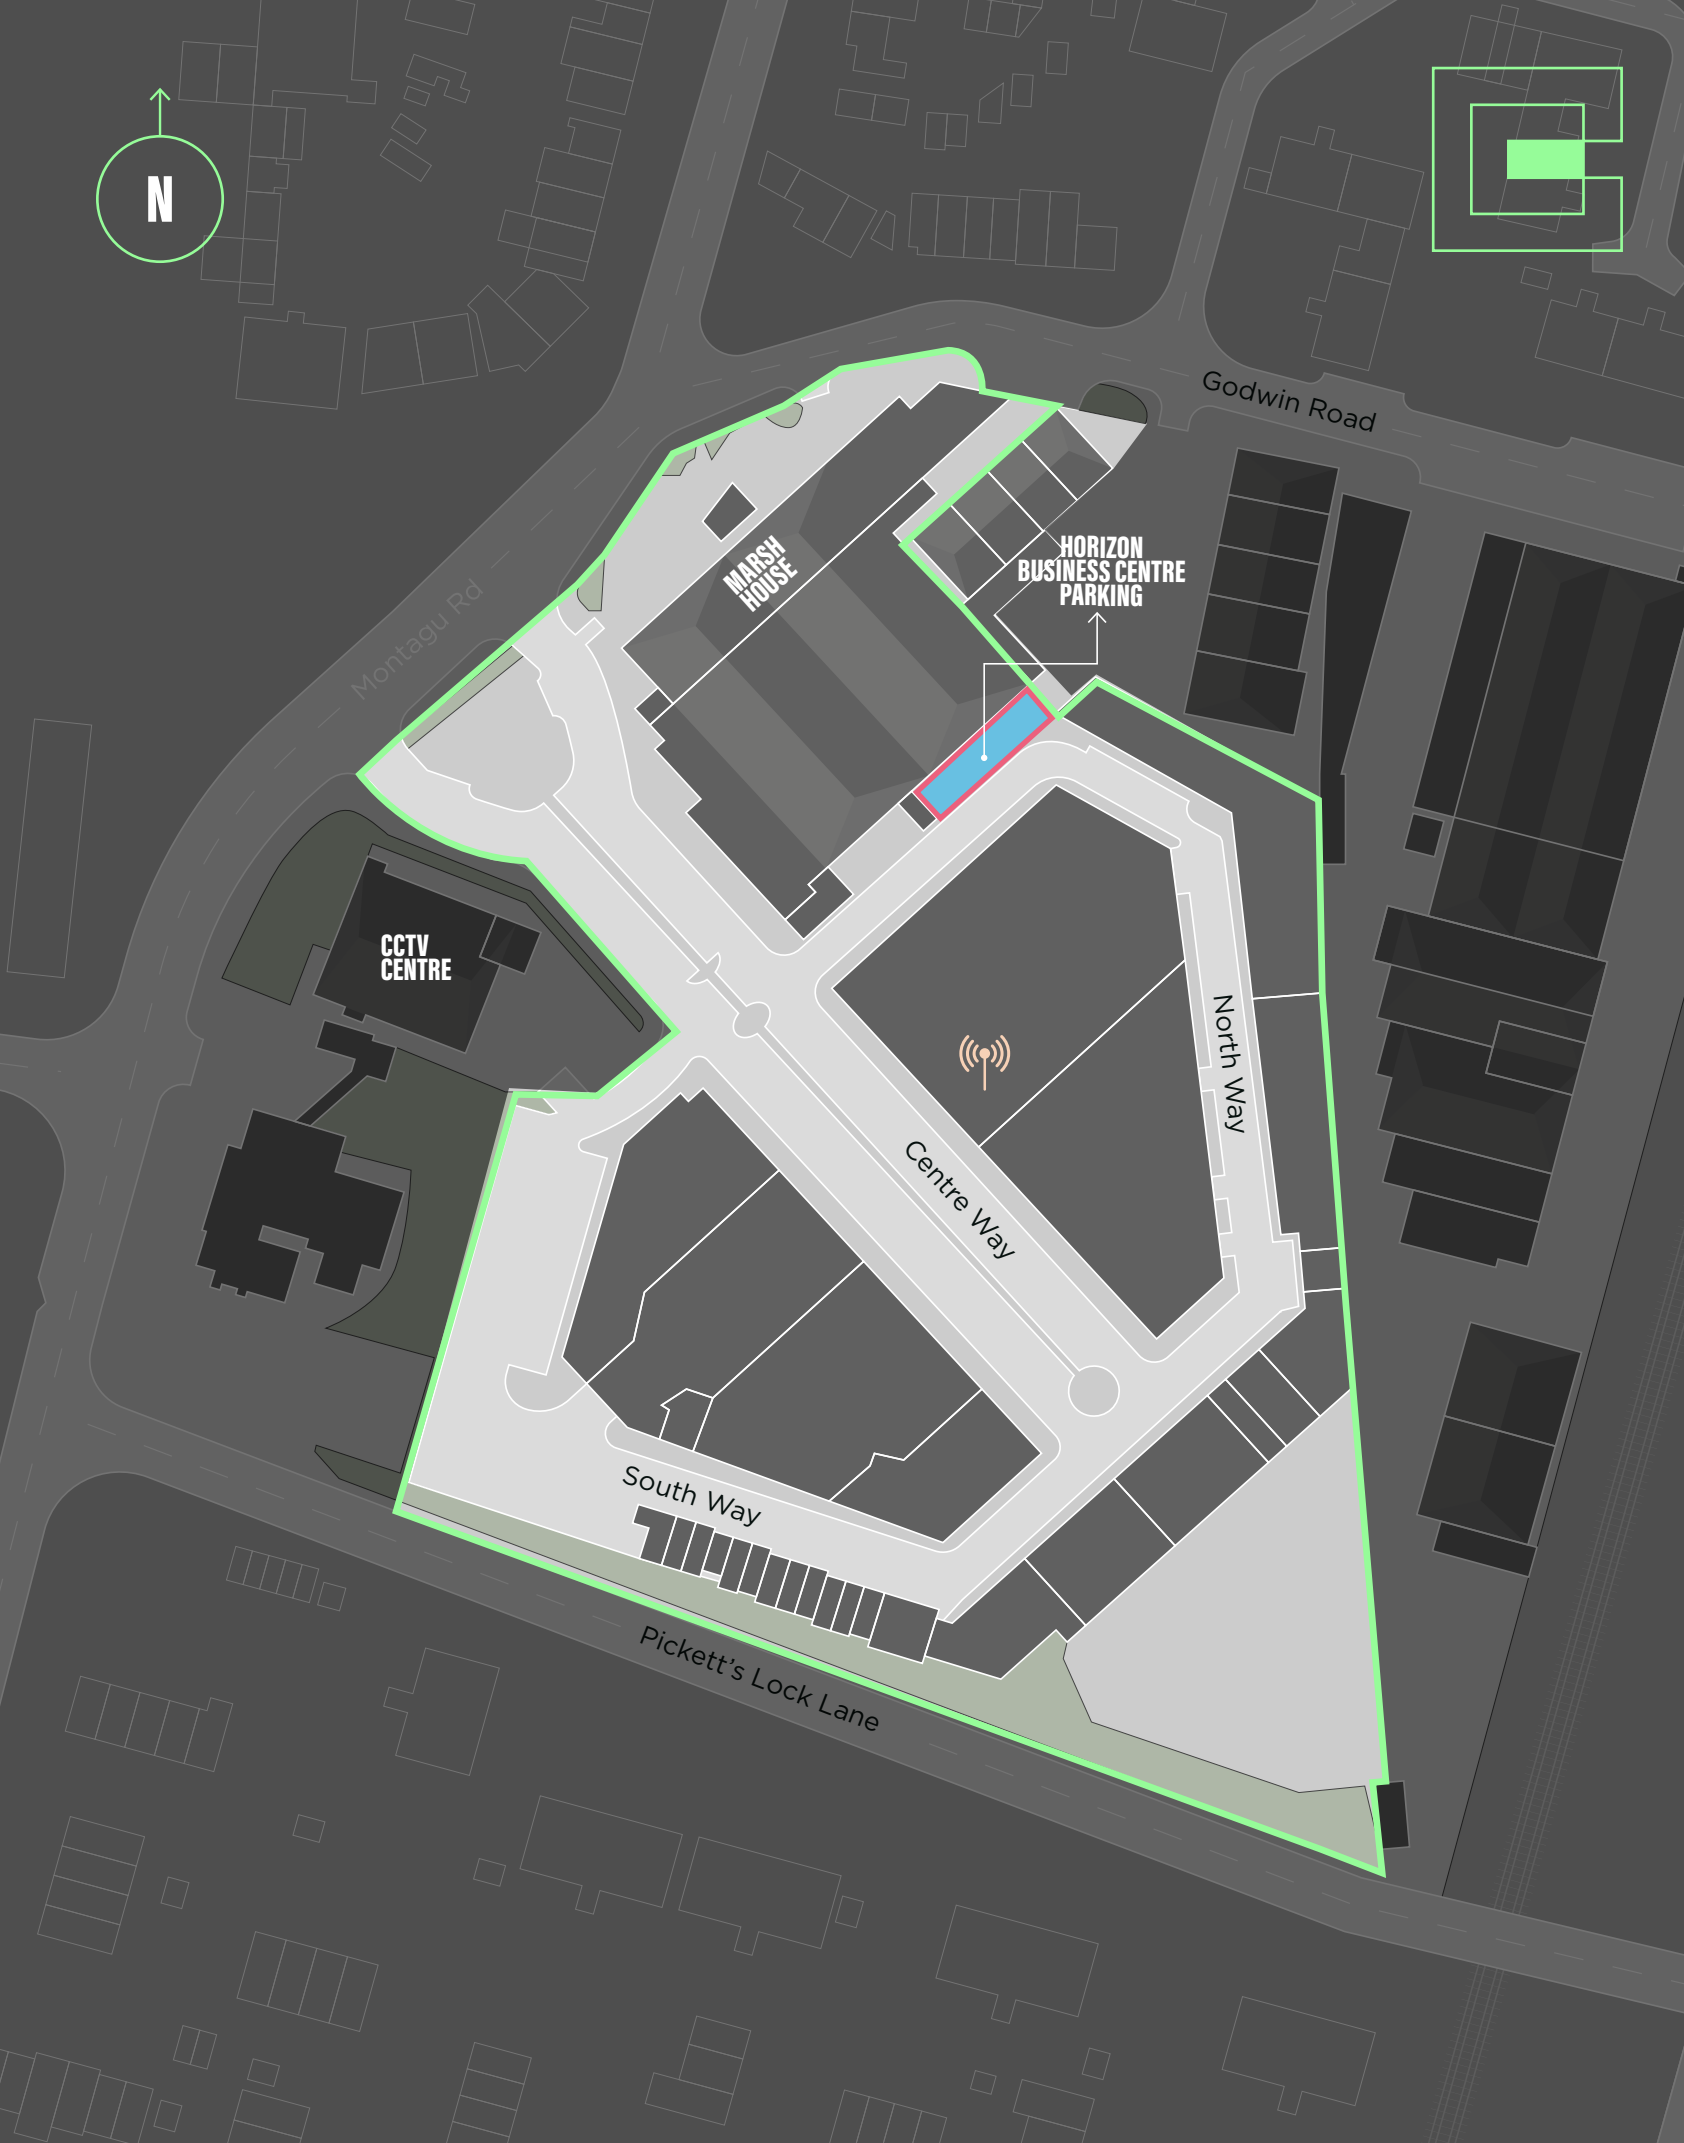 N
Godwin Road
MARSH
HOUSE
HORIZON
BUSINESS CENTRE
PARKING
Montagu Rd
CCTV
CENTRE
North Way
Centre Way
South Way
Pickett's Lock Lane